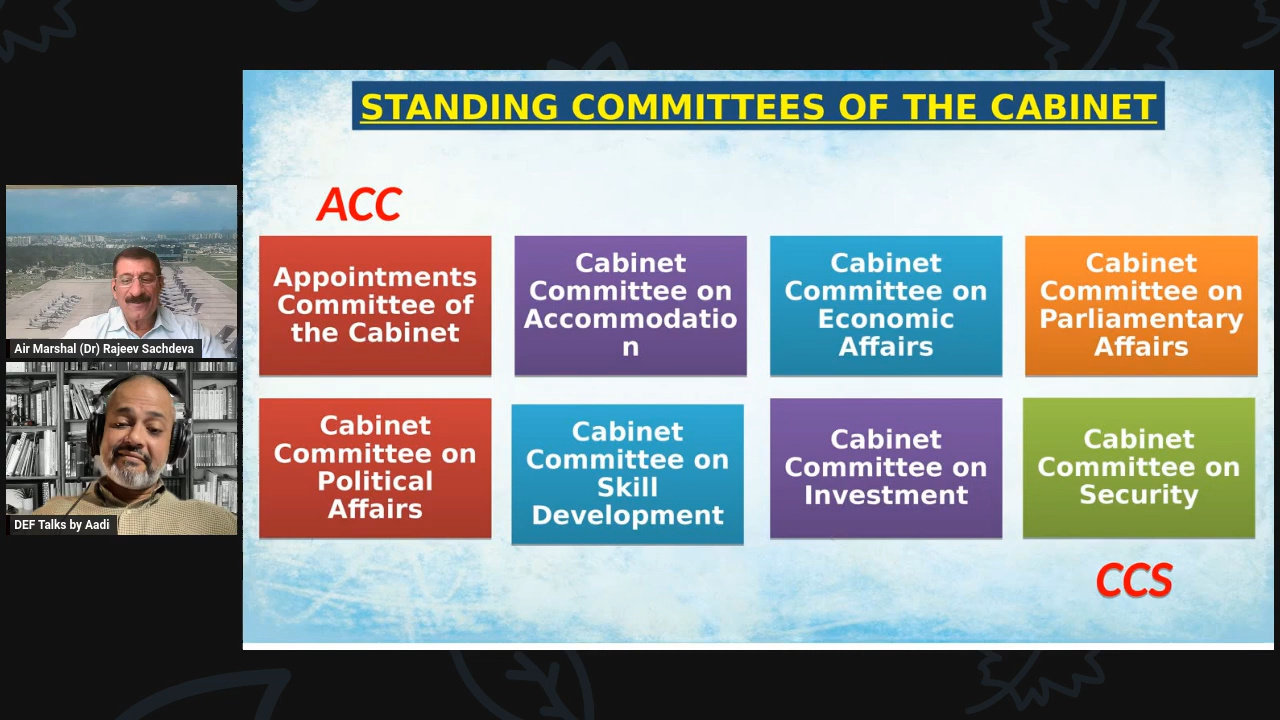 STANDING COMMITTEES OF THE CABINET
ACC
Appointments
Committee of
the Cabinet
Cabinet
Committee on
Accommodatio
n
Cabinet
Committee on
Economic
Affairs
Cabinet
Committee on
Parliamentary
Affairs
Cabinet
Committee on
Political
Affairs
Cabinet
Committee on
Skill
Development
Cabinet
Committee on
Investment
Cabinet
Committee on
Security
CCS
Air Marshal (Dr) Rajeev Sachdeva
DEF Talks by Aadi